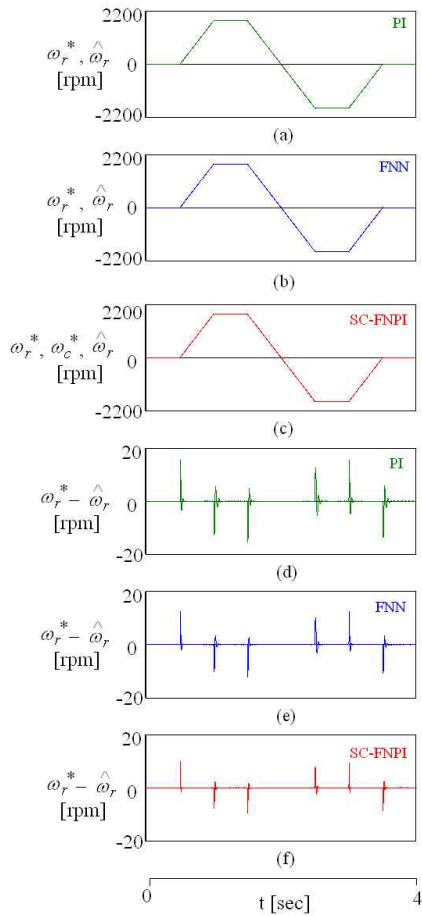 2200
PI
ω_r^*, ω̂_r
0
[rpm]
-2200
(a)
2200
FNN
ω_r^*, ω̂_r
0
[rpm]
-2200
(b)
2200
SC-FNPI
ω_r^*, ω_c^*, ω̂_r
0
[rpm]
-2200
(c)
20
PI
ω_r^* - ω̂_r
0
[rpm]
-20
(d)
20
FNN
ω_r^* - ω̂_r
0
[rpm]
-20
(e)
20
SC-FNPI
ω_r^* - ω̂_r
0
[rpm]
-20
(f)
0
t [sec]
4